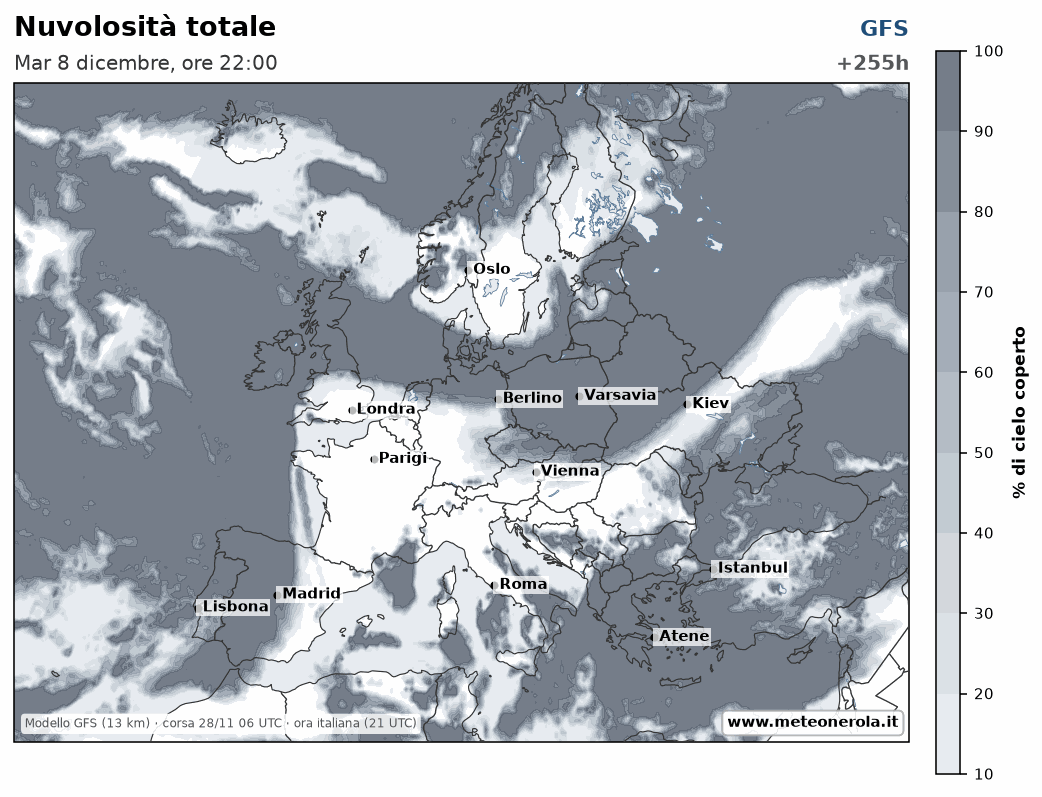 Nuvolosità totale
GFS
Mar 8 dicembre, ore 22:00
+255h
100
90
80
70
60
50
40
30
20
10
% di cielo coperto
Oslo
Berlino
Varsavia
Kiev
Londra
Parigi
Vienna
Istanbul
Roma
Madrid
Lisbona
Atene
Modello GFS (13 km) · corsa 28/11 06 UTC · ora italiana (21 UTC)
www.meteonerola.it